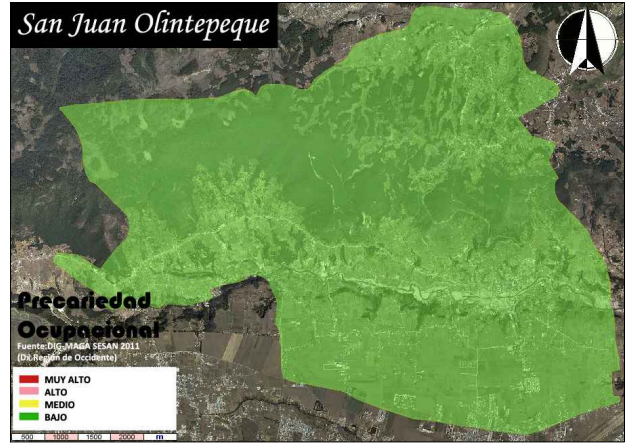 San Juan Olintepeque
Precariedad
Ocupacional
Fuente:DIG-MAGA SESAN 2011
(Dx.Región de Occidente)
MUY ALTO
ALTO
MEDIO
BAJO
500 1000 1500 2000 m